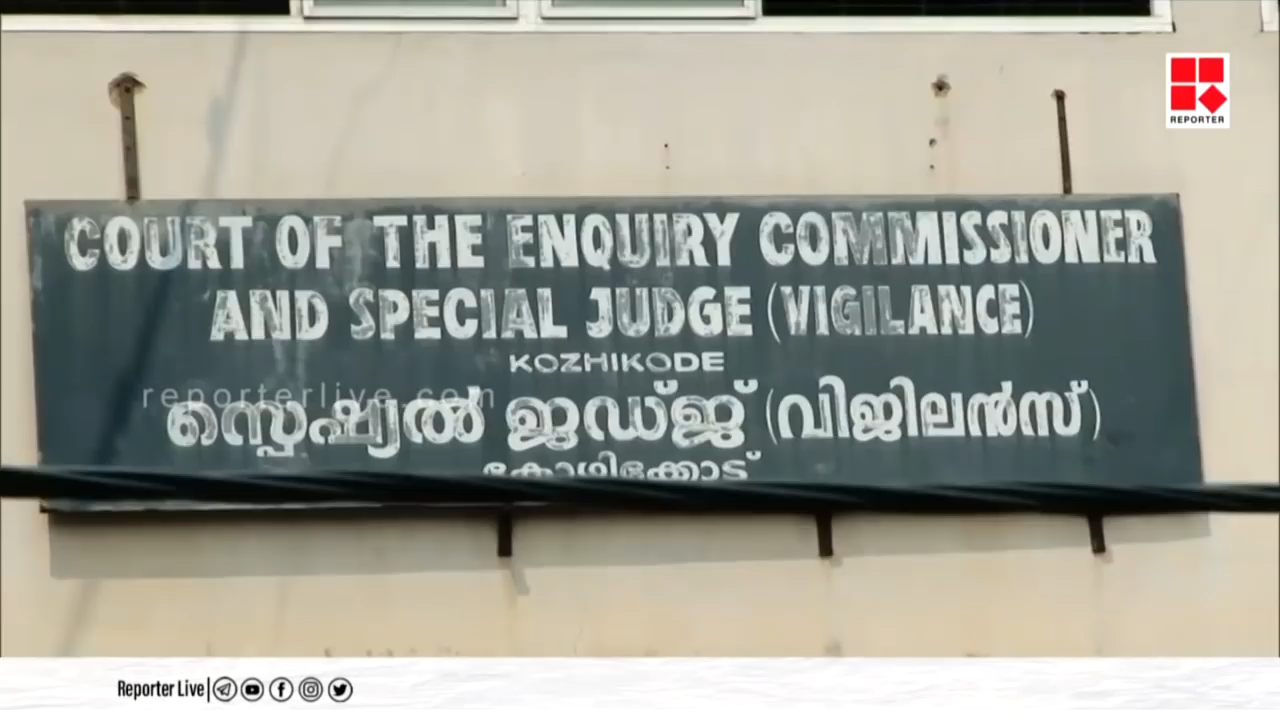 REPORTER
COURT OF THE ENQUIRY COMMISSIONER
AND SPECIAL JUDGE (VIGILANCE)
KOZHIKODE
reporterlive.com
സ്പെഷ്യൽ ജഡ്ജ് (വിജിലൻസ്)
കോഴിക്കോട്
Reporter Live|